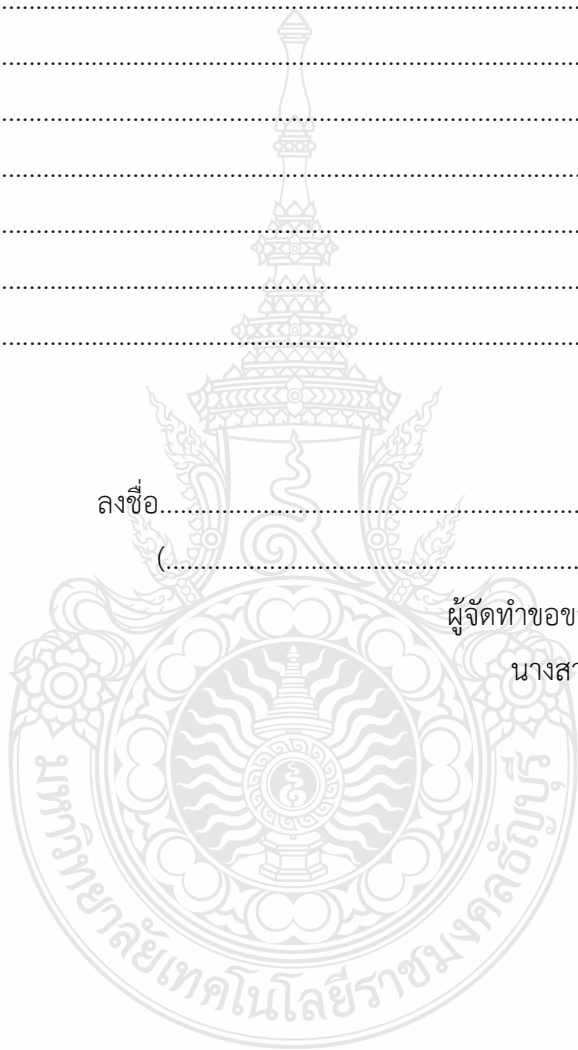 ................................................................................
................................................................................
................................................................................
................................................................................
................................................................................
................................................................................
................................................................................
ลงชื่อ............................................................
(............................................................
ผู้จัดทำขอข
นางสา
มหาวิทยาลัยเทคโนโลยีราชมงคลธัญบุรี